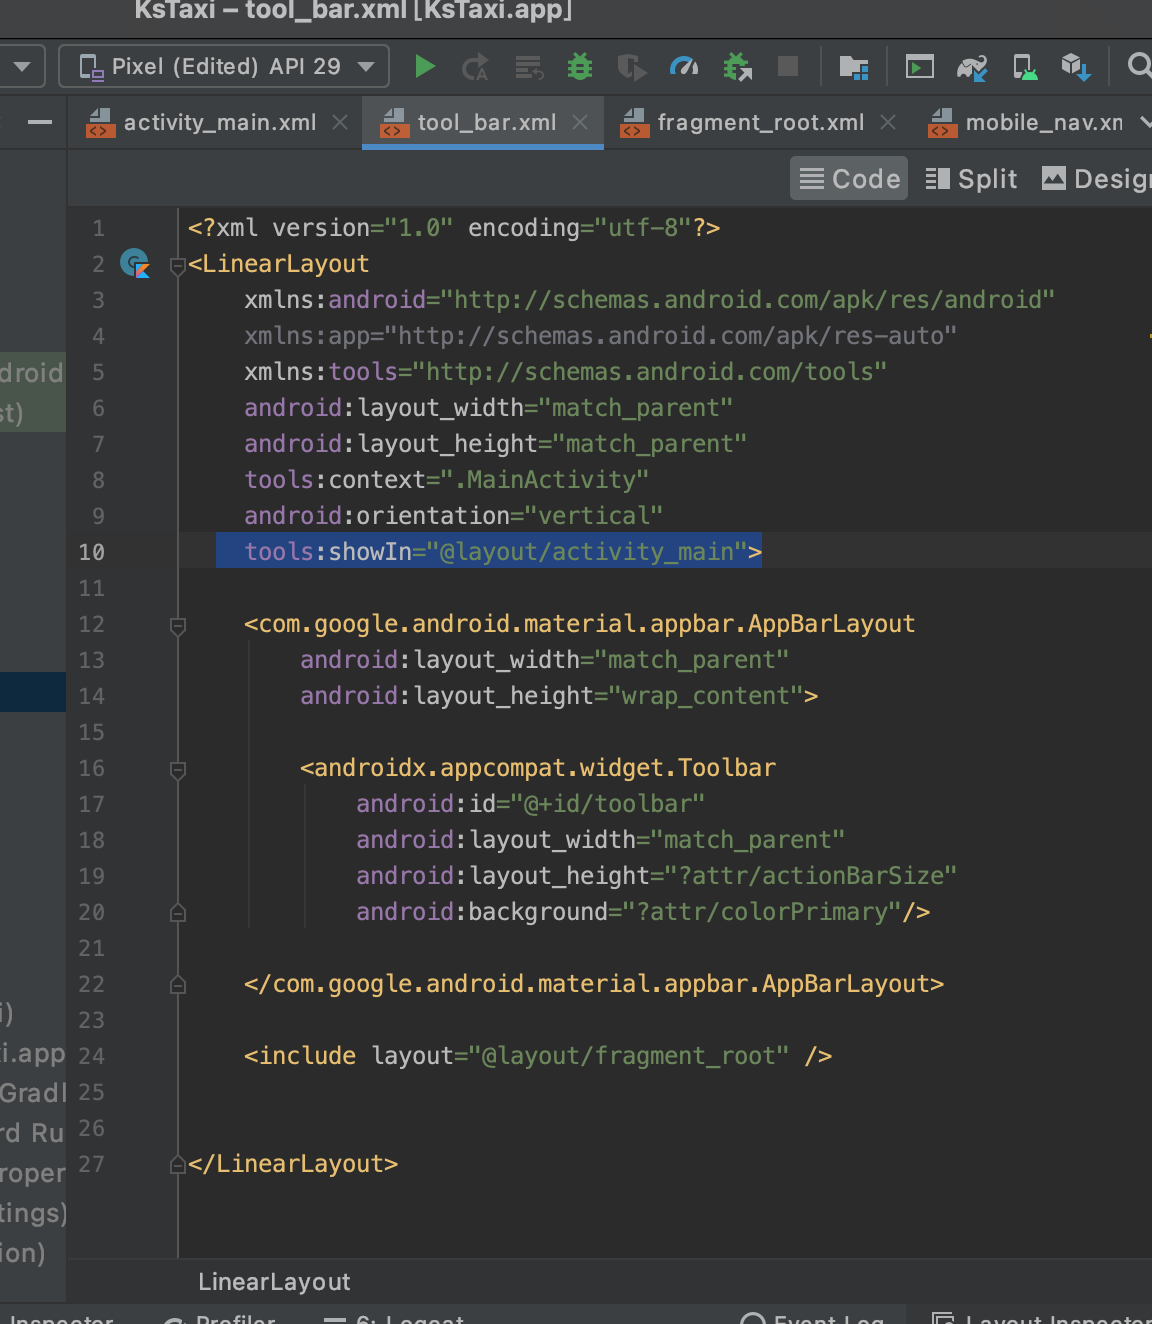 KsTaxi – tool_bar.xml [KsTaxi.app]
Pixel (Edited) API 29
activity_main.xml
tool_bar.xml
fragment_root.xml
mobile_nav.xn
Code
Split
Desig
1 <?xml version="1.0" encoding="utf-8"?>
2 <LinearLayout
3 xmlns:android="http://schemas.android.com/apk/res/android"
4 xmlns:app="http://schemas.android.com/apk/res-auto"
5 xmlns:tools="http://schemas.android.com/tools"
6 android:layout_width="match_parent"
7 android:layout_height="match_parent"
8 tools:context=".MainActivity"
9 android:orientation="vertical"
10 tools:showIn="@layout/activity_main">
11
12 <com.google.android.material.appbar.AppBarLayout
13 android:layout_width="match_parent"
14 android:layout_height="wrap_content">
15
16 <androidx.appcompat.widget.Toolbar
17 android:id="@+id/toolbar"
18 android:layout_width="match_parent"
19 android:layout_height="?attr/actionBarSize"
20 android:background="?attr/colorPrimary"/>
21
22 </com.google.android.material.appbar.AppBarLayout>
23
24 <include layout="@layout/fragment_root" />
25
26
27 </LinearLayout>
droid
st)
i)
i.app
Gradl
rd Ru
roper
tings)
ion)
LinearLayout
Inspector
Profiler
6: Logcat
Event Log
Layout Inspector